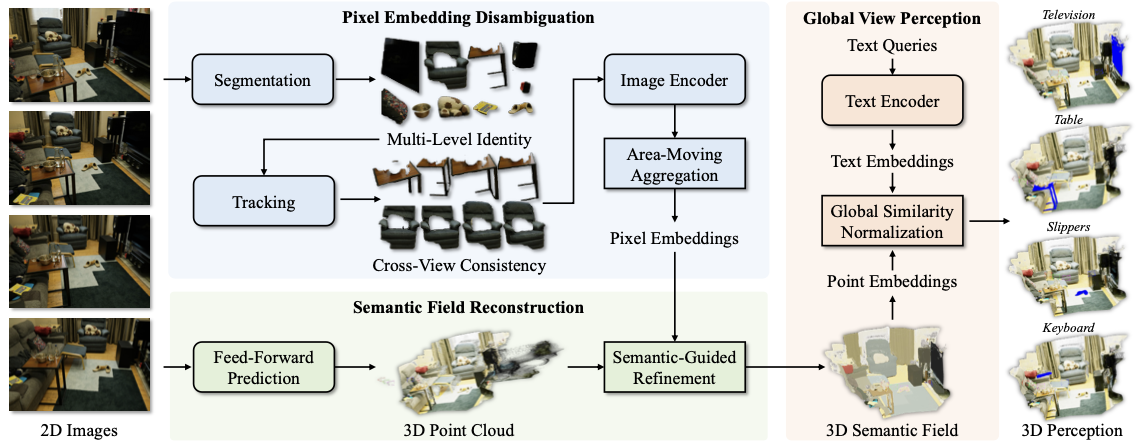 Pixel Embedding Disambiguation
Segmentation
Multi-Level Identity
Tracking
Cross-View Consistency
Image Encoder
Area-Moving
Aggregation
Pixel Embeddings
Semantic Field Reconstruction
Feed-Forward
Prediction
3D Point Cloud
Semantic-Guided
Refinement
2D Images
Global View Perception
Text Queries
Text Encoder
Text Embeddings
Global Similarity
Normalization
Point Embeddings
3D Semantic Field
Television
Table
Slippers
Keyboard
3D Perception